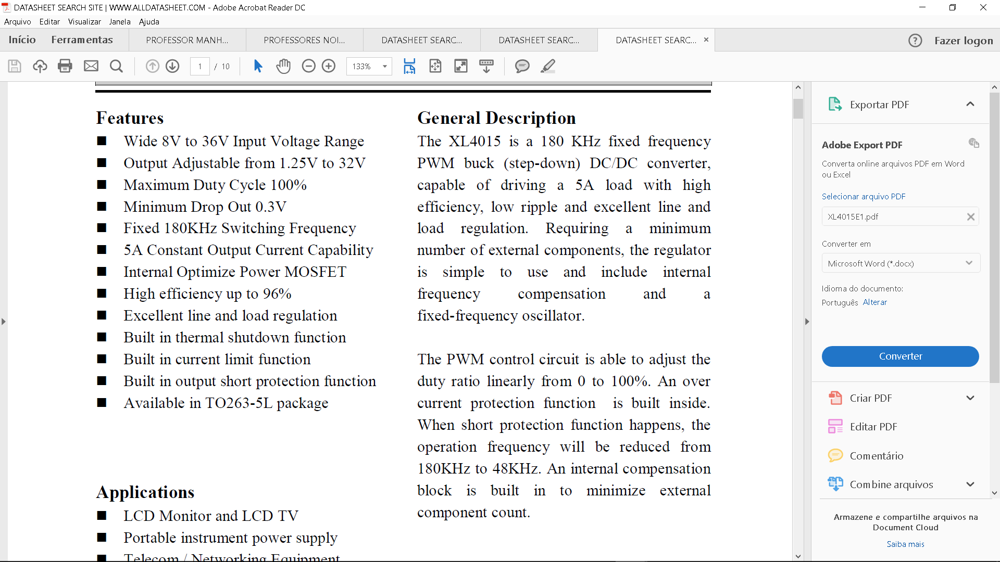 DATASHEET SEARCH SITE | WWW.ALLDATASHEET.COM - Adobe Acrobat Reader DC
Arquivo Editar Visualizar Janela Ajuda
Início Ferramentas PROFESSOR MANH... PROFESSORES NOI... DATASHEET SEARC... DATASHEET SEARC... DATASHEET SEARC... Fazer logon
1 / 10 133%
Features
Wide 8V to 36V Input Voltage Range
Output Adjustable from 1.25V to 32V
Maximum Duty Cycle 100%
Minimum Drop Out 0.3V
Fixed 180KHz Switching Frequency
5A Constant Output Current Capability
Internal Optimize Power MOSFET
High efficiency up to 96%
Excellent line and load regulation
Built in thermal shutdown function
Built in current limit function
Built in output short protection function
Available in TO263-5L package
Applications
LCD Monitor and LCD TV
Portable instrument power supply
Telecom / Networking Equipment
General Description
The XL4015 is a 180 KHz fixed frequency
PWM buck (step-down) DC/DC converter,
capable of driving a 5A load with high
efficiency, low ripple and excellent line and
load regulation. Requiring a minimum
number of external components, the regulator
is simple to use and include internal
frequency compensation and a
fixed-frequency oscillator.
The PWM control circuit is able to adjust the
duty ratio linearly from 0 to 100%. An over
current protection function is built inside.
When short protection function happens, the
operation frequency will be reduced from
180KHz to 48KHz. An internal compensation
block is built in to minimize external
component count.
Exportar PDF
Adobe Export PDF
Converta online arquivos PDF em Word
ou Excel
Selecionar arquivo PDF
XL4015E1.pdf
Converter em
Microsoft Word (*.docx)
Idioma do documento:
Português Alterar
Converter
Criar PDF
Editar PDF
Comentário
Combine arquivos
Armazene e compartilhe arquivos na
Document Cloud
Saiba mais